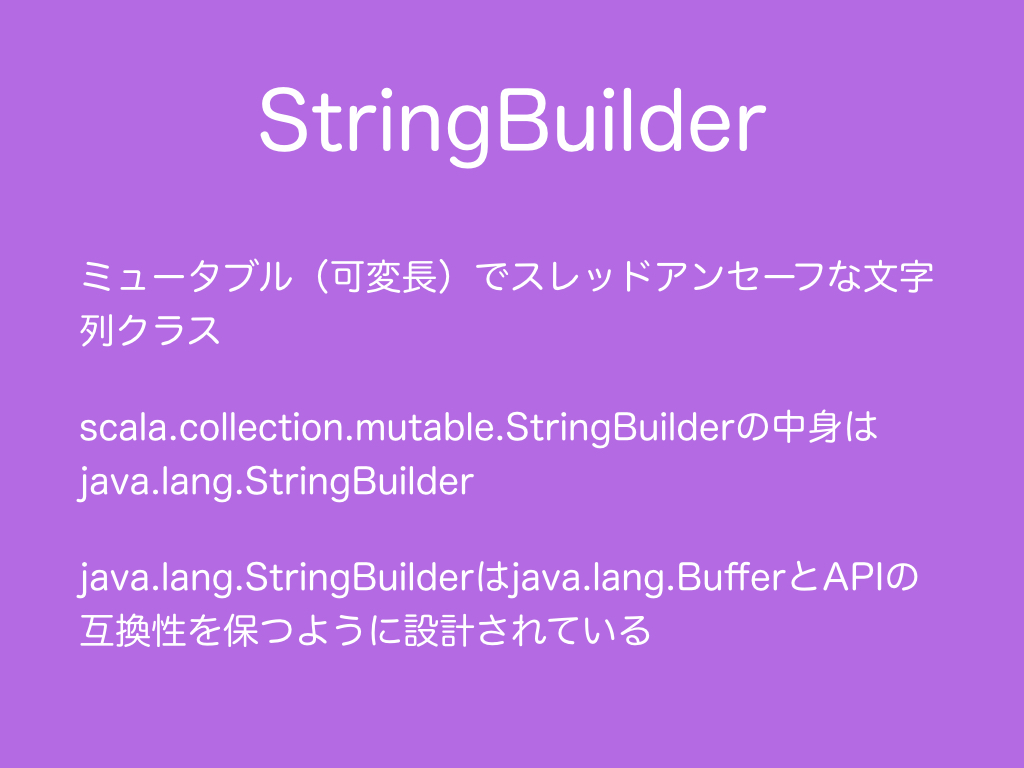 StringBuilder
ミュータブル（可変長）でスレッドアンセーフな文字
列クラス
scala.collection.mutable.StringBuilderの中身は
java.lang.StringBuilder
java.lang.StringBuilderはjava.lang.BufferとAPIの
互換性を保つように設計されている